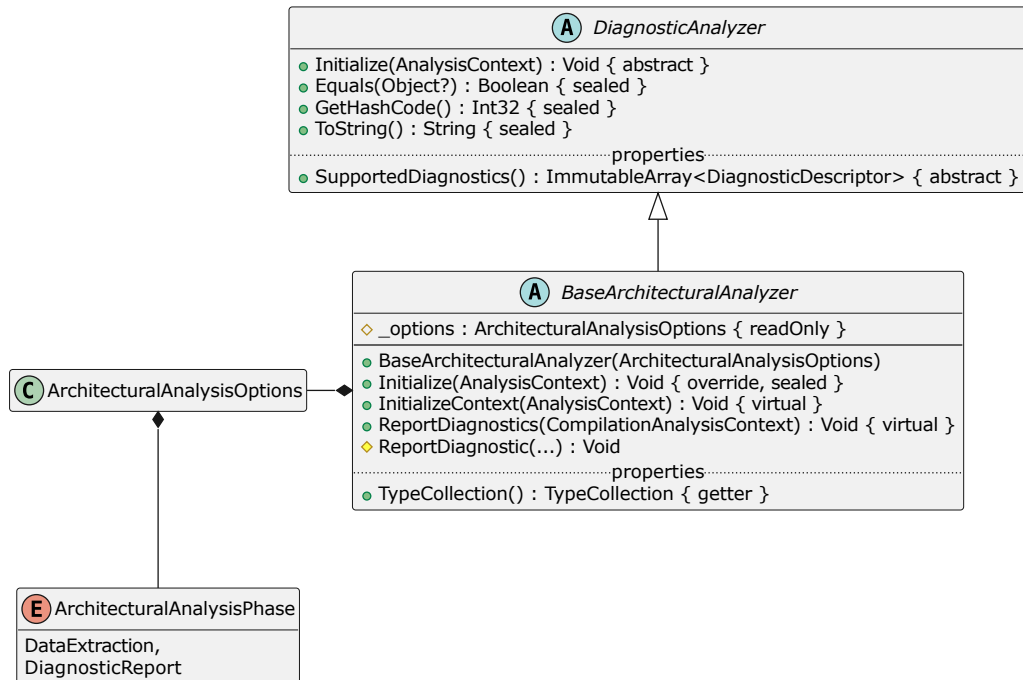 A DiagnosticAnalyzer
Initialize(AnalysisContext) : Void { abstract }
Equals(Object?) : Boolean { sealed }
GetHashCode() : Int32 { sealed }
ToString() : String { sealed }
properties
SupportedDiagnostics() : ImmutableArray<DiagnosticDescriptor> { abstract }
A BaseArchitecturalAnalyzer
_options : ArchitecturalAnalysisOptions { readOnly }
BaseArchitecturalAnalyzer(ArchitecturalAnalysisOptions)
Initialize(AnalysisContext) : Void { override, sealed }
InitializeContext(AnalysisContext) : Void { virtual }
ReportDiagnostics(CompilationAnalysisContext) : Void { virtual }
ReportDiagnostic(...) : Void
properties
TypeCollection() : TypeCollection { getter }
C ArchitecturalAnalysisOptions
E ArchitecturalAnalysisPhase
DataExtraction,
DiagnosticReport